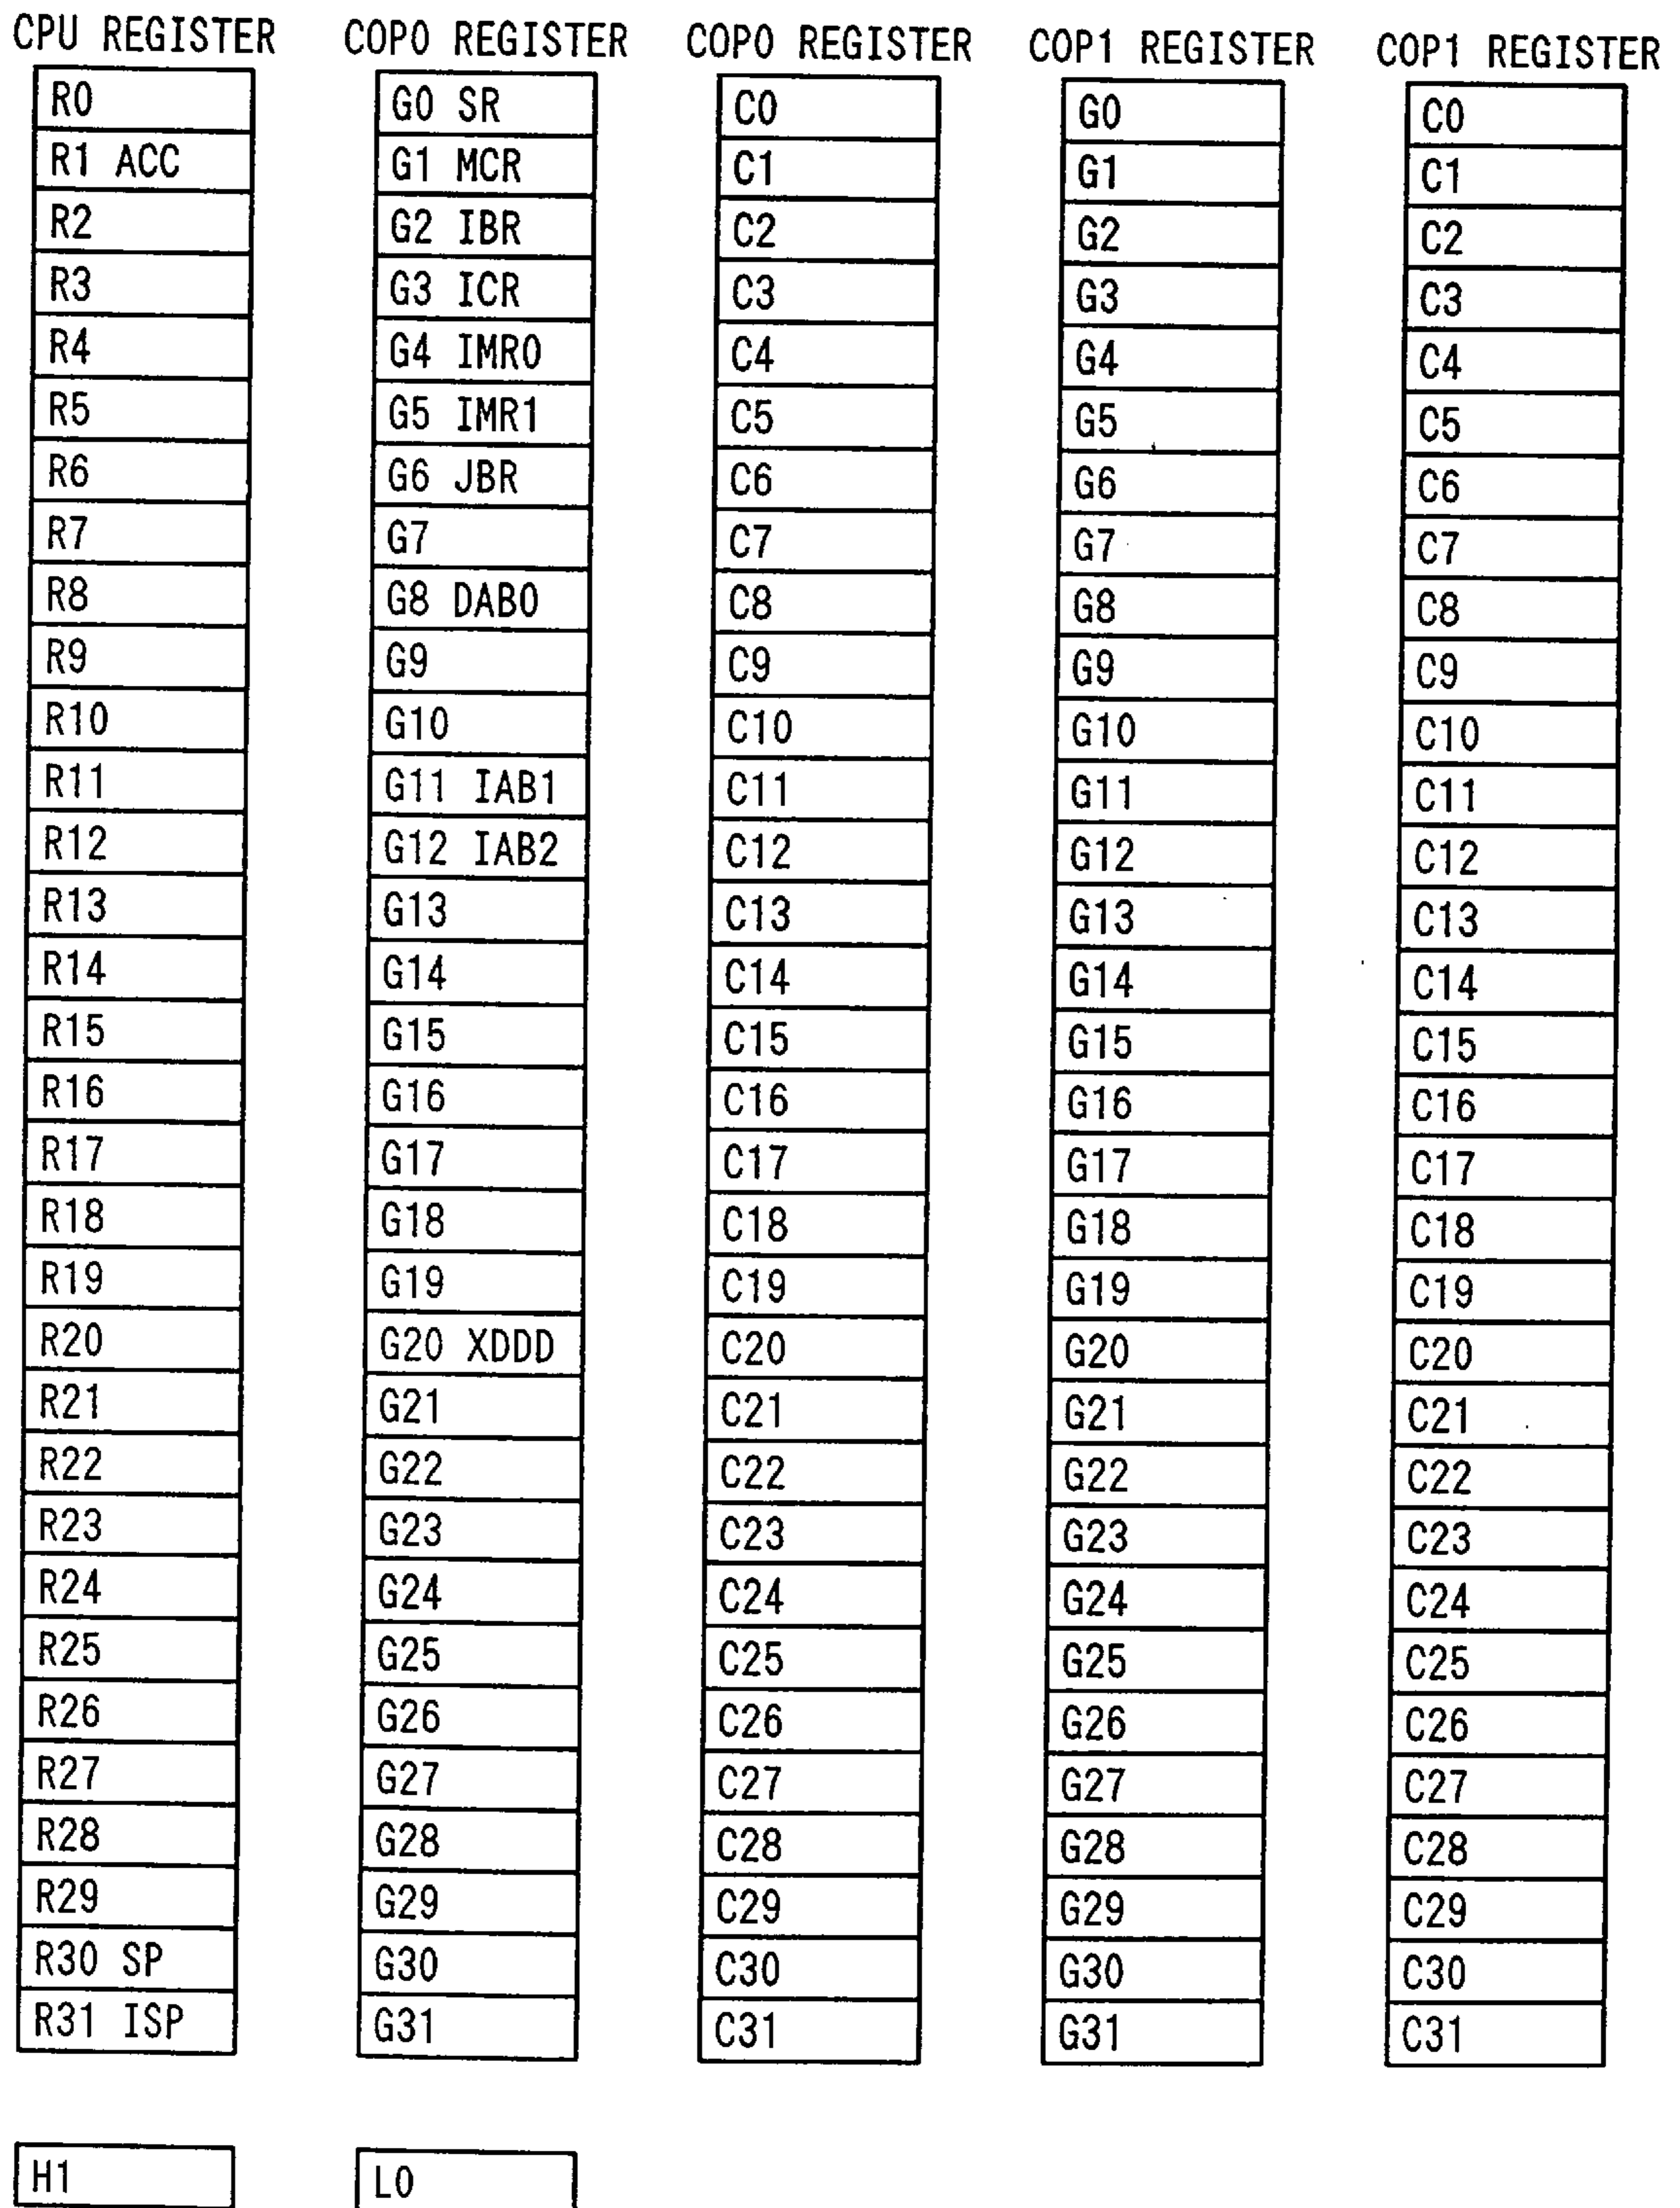 CPU REGISTER COP0 REGISTER COP0 REGISTER COP1 REGISTER COP1 REGISTER
R0 G0 SR C0 G0 C0
R1 ACC G1 MCR C1 G1 C1
R2 G2 IBR C2 G2 C2
R3 G3 ICR C3 G3 C3
R4 G4 IMR0 C4 G4 C4
R5 G5 IMR1 C5 G5 C5
R6 G6 JBR C6 G6 C6
R7 G7 C7 G7 C7
R8 G8 DAB0 C8 G8 C8
R9 G9 C9 G9 C9
R10 G10 C10 G10 C10
R11 G11 IAB1 C11 G11 C11
R12 G12 IAB2 C12 G12 C12
R13 G13 C13 G13 C13
R14 G14 C14 G14 C14
R15 G15 C15 G15 C15
R16 G16 C16 G16 C16
R17 G17 C17 G17 C17
R18 G18 C18 G18 C18
R19 G19 C19 G19 C19
R20 G20 XDDD C20 G20 C20
R21 G21 C21 G21 C21
R22 G22 C22 G22 C22
R23 G23 C23 G23 C23
R24 G24 C24 G24 C24
R25 G25 C25 G25 C25
R26 G26 C26 G26 C26
R27 G27 C27 G27 C27
R28 G28 C28 G28 C28
R29 G29 C29 G29 C29
R30 SP G30 C30 G30 C30
R31 ISP G31 C31 G31 C31
H1 L0